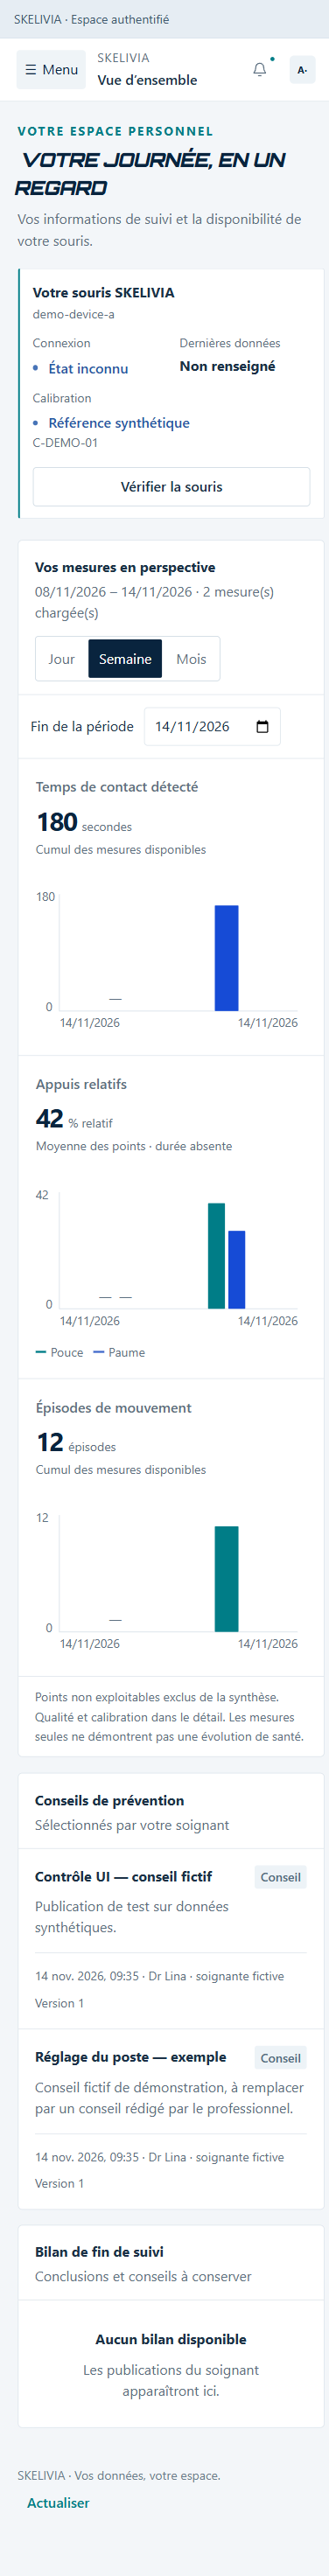 SKELIVIA · Espace authentifié
☰ Menu
SKELIVIA
Vue d’ensemble
A·
VOTRE ESPACE PERSONNEL
VOTRE JOURNÉE, EN UN
REGARD
Vos informations de suivi et la disponibilité de
votre souris.
Votre souris SKELIVIA
demo-device-a
Connexion
État inconnu
Dernières données
Non renseigné
Calibration
Référence synthétique
C-DEMO-01
Vérifier la souris
Vos mesures en perspective
08/11/2026 – 14/11/2026 · 2 mesure(s)
chargée(s)
Jour Semaine Mois
Fin de la période 14/11/2026
Temps de contact détecté
180 secondes
Cumul des mesures disponibles
180
0
14/11/2026 14/11/2026
Appuis relatifs
42 % relatif
Moyenne des points · durée absente
42
0
14/11/2026 14/11/2026
Pouce Paume
Épisodes de mouvement
12 épisodes
Cumul des mesures disponibles
12
0
14/11/2026 14/11/2026
Points non exploitables exclus de la synthèse.
Qualité et calibration dans le détail. Les mesures
seules ne démontrent pas une évolution de santé.
Conseils de prévention
Sélectionnés par votre soignant
Contrôle UI — conseil fictif Conseil
Publication de test sur données
synthétiques.
14 nov. 2026, 09:35 · Dr Lina · soignante fictive
Version 1
Réglage du poste — exemple Conseil
Conseil fictif de démonstration, à remplacer
par un conseil rédigé par le professionnel.
14 nov. 2026, 09:35 · Dr Lina · soignante fictive
Version 1
Bilan de fin de suivi
Conclusions et conseils à conserver
Aucun bilan disponible
Les publications du soignant
apparaîtront ici.
SKELIVIA · Vos données, votre espace.
Actualiser